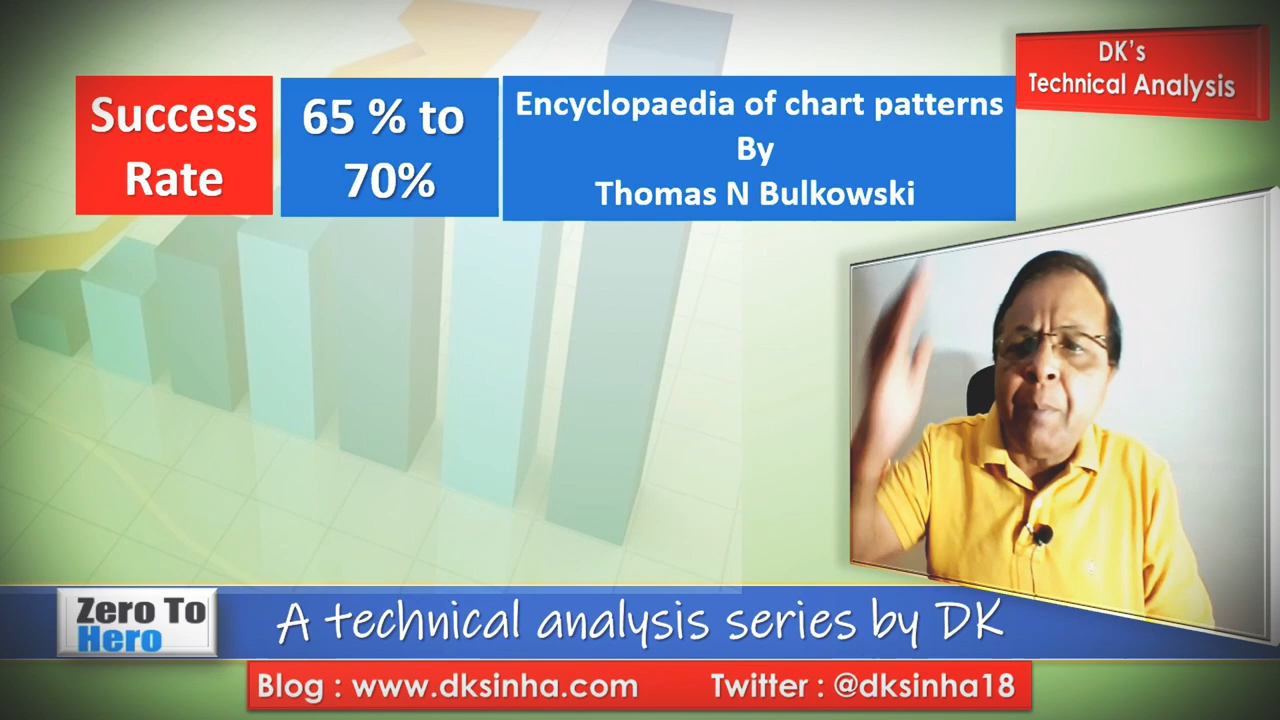 DK's
Technical Analysis
Success
Rate
65 % to
70%
Encyclopaedia of chart patterns
By
Thomas N Bulkowski
Zero To
Hero
A technical analysis series by DK
Blog : www.dksinha.com
Twitter : @dksinha18